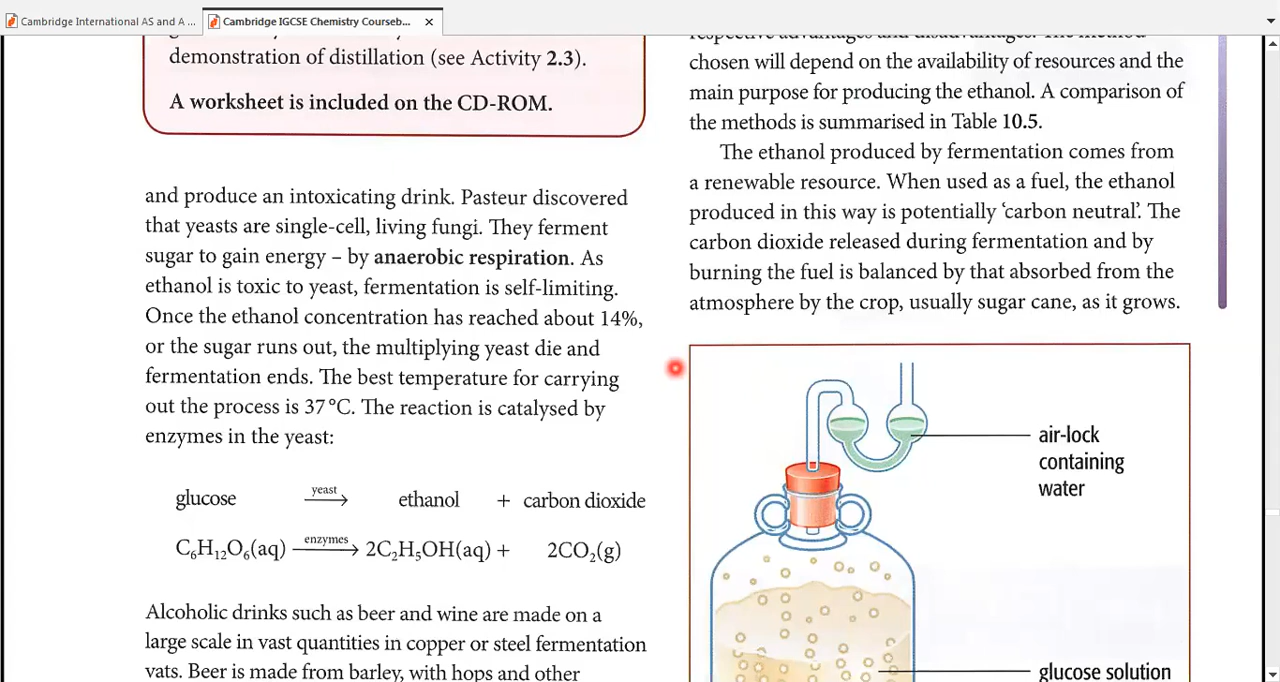 Cambridge International AS and A ...
Cambridge IGCSE Chemistry Courseb...
demonstration of distillation (see Activity 2.3).
A worksheet is included on the CD-ROM.
and produce an intoxicating drink. Pasteur discovered
that yeasts are single-cell, living fungi. They ferment
sugar to gain energy – by anaerobic respiration. As
ethanol is toxic to yeast, fermentation is self-limiting.
Once the ethanol concentration has reached about 14%,
or the sugar runs out, the multiplying yeast die and
fermentation ends. The best temperature for carrying
out the process is 37 °C. The reaction is catalysed by
enzymes in the yeast:
glucose yeast → ethanol + carbon dioxide
C₆H₁₂O₆(aq) enzymes → 2C₂H₅OH(aq) + 2CO₂(g)
Alcoholic drinks such as beer and wine are made on a
large scale in vast quantities in copper or steel fermentation
vats. Beer is made from barley, with hops and other
respective advantages and disadvantages. The method
chosen will depend on the availability of resources and the
main purpose for producing the ethanol. A comparison of
the methods is summarised in Table 10.5.
The ethanol produced by fermentation comes from
a renewable resource. When used as a fuel, the ethanol
produced in this way is potentially ‘carbon neutral’. The
carbon dioxide released during fermentation and by
burning the fuel is balanced by that absorbed from the
atmosphere by the crop, usually sugar cane, as it grows.
air-lock
containing
water
glucose solution